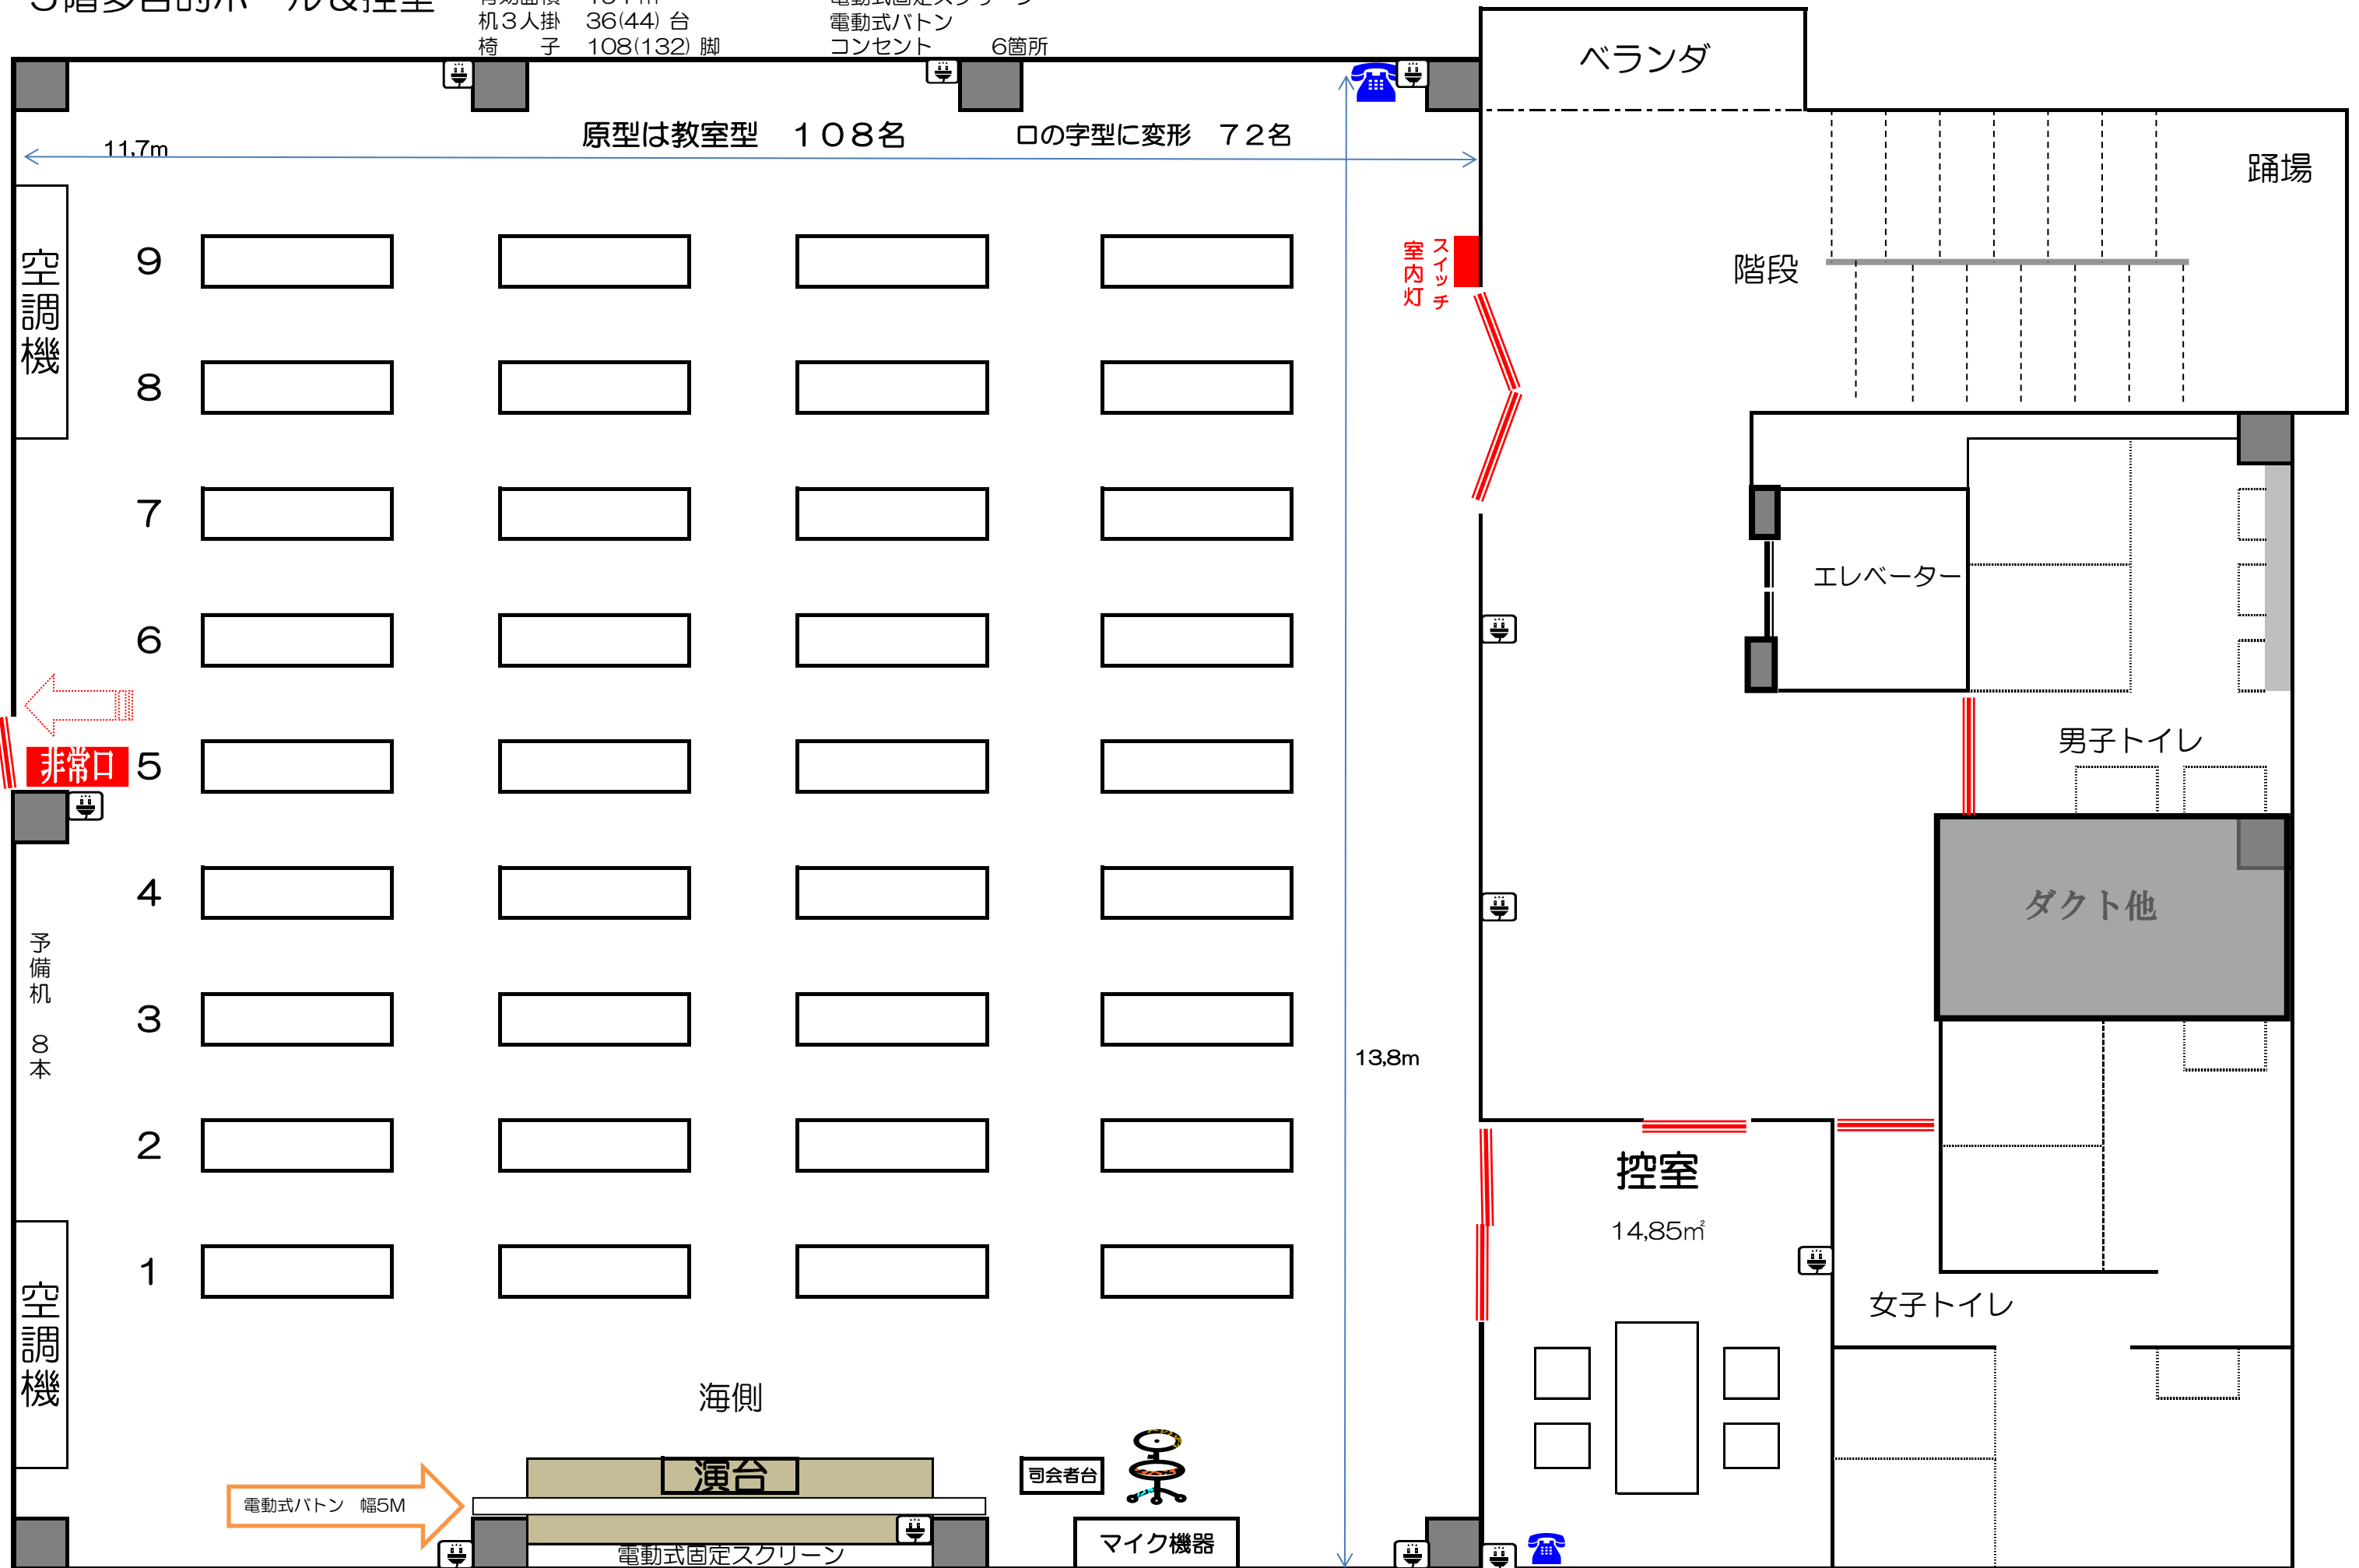 机３人掛　36(44) 台
椅　　子　108(132) 脚
電動式バトン
コンセント　　　6箇所
ベランダ
原型は教室型　１０８名
ロの字型に変形　７２名
11,7m
踊場
階段
空調機
室内灯
スイッチ
9
8
7
6
エレベーター
非常口
5
男子トイレ
4
ダクト他
予備机　８本
3
13,8m
2
控室
14,85㎡
1
空調機
女子トイレ
海側
演台
司会者台
電動式バトン　幅5M
マイク機器
電動式固定スクリーン